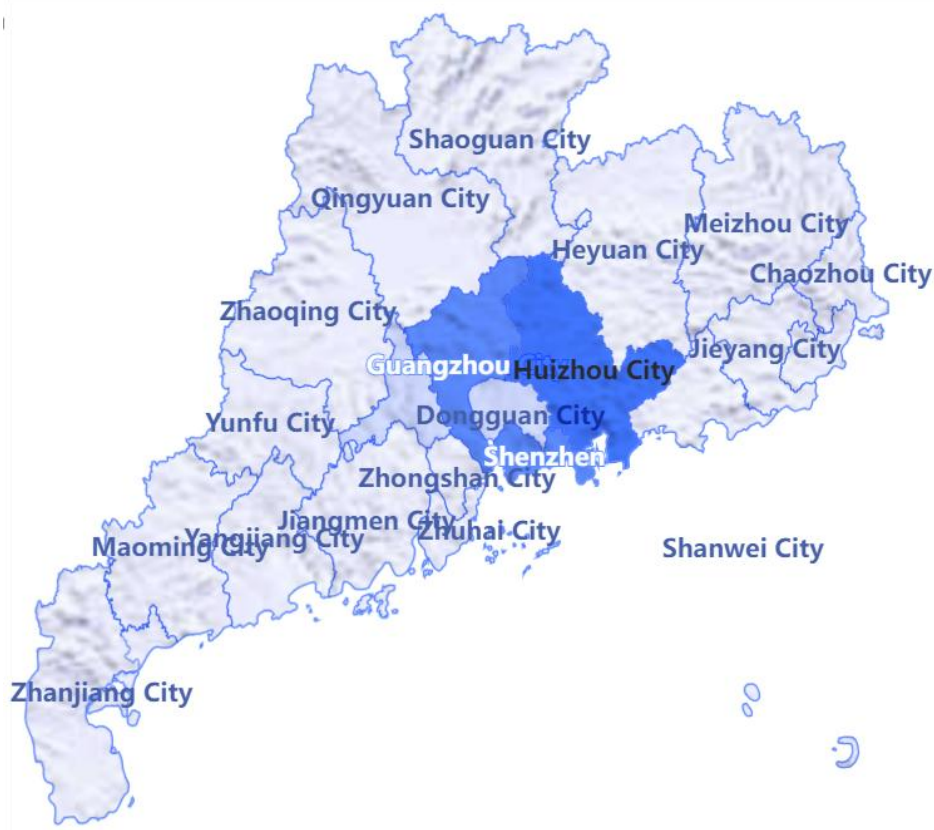 Shaoguan City
Qingyuan City
Meizhou City
Heyuan City
Chaozhou City
Zhaoqing City
Jieyang City
Guangzhou City
Huizhou City
Dongguan City
Yunfu City
Shenzhen
Zhongshan City
Jiangmen City
Zhuhai City
Yangjiang City
Maoming City
Shanwei City
Zhanjiang City